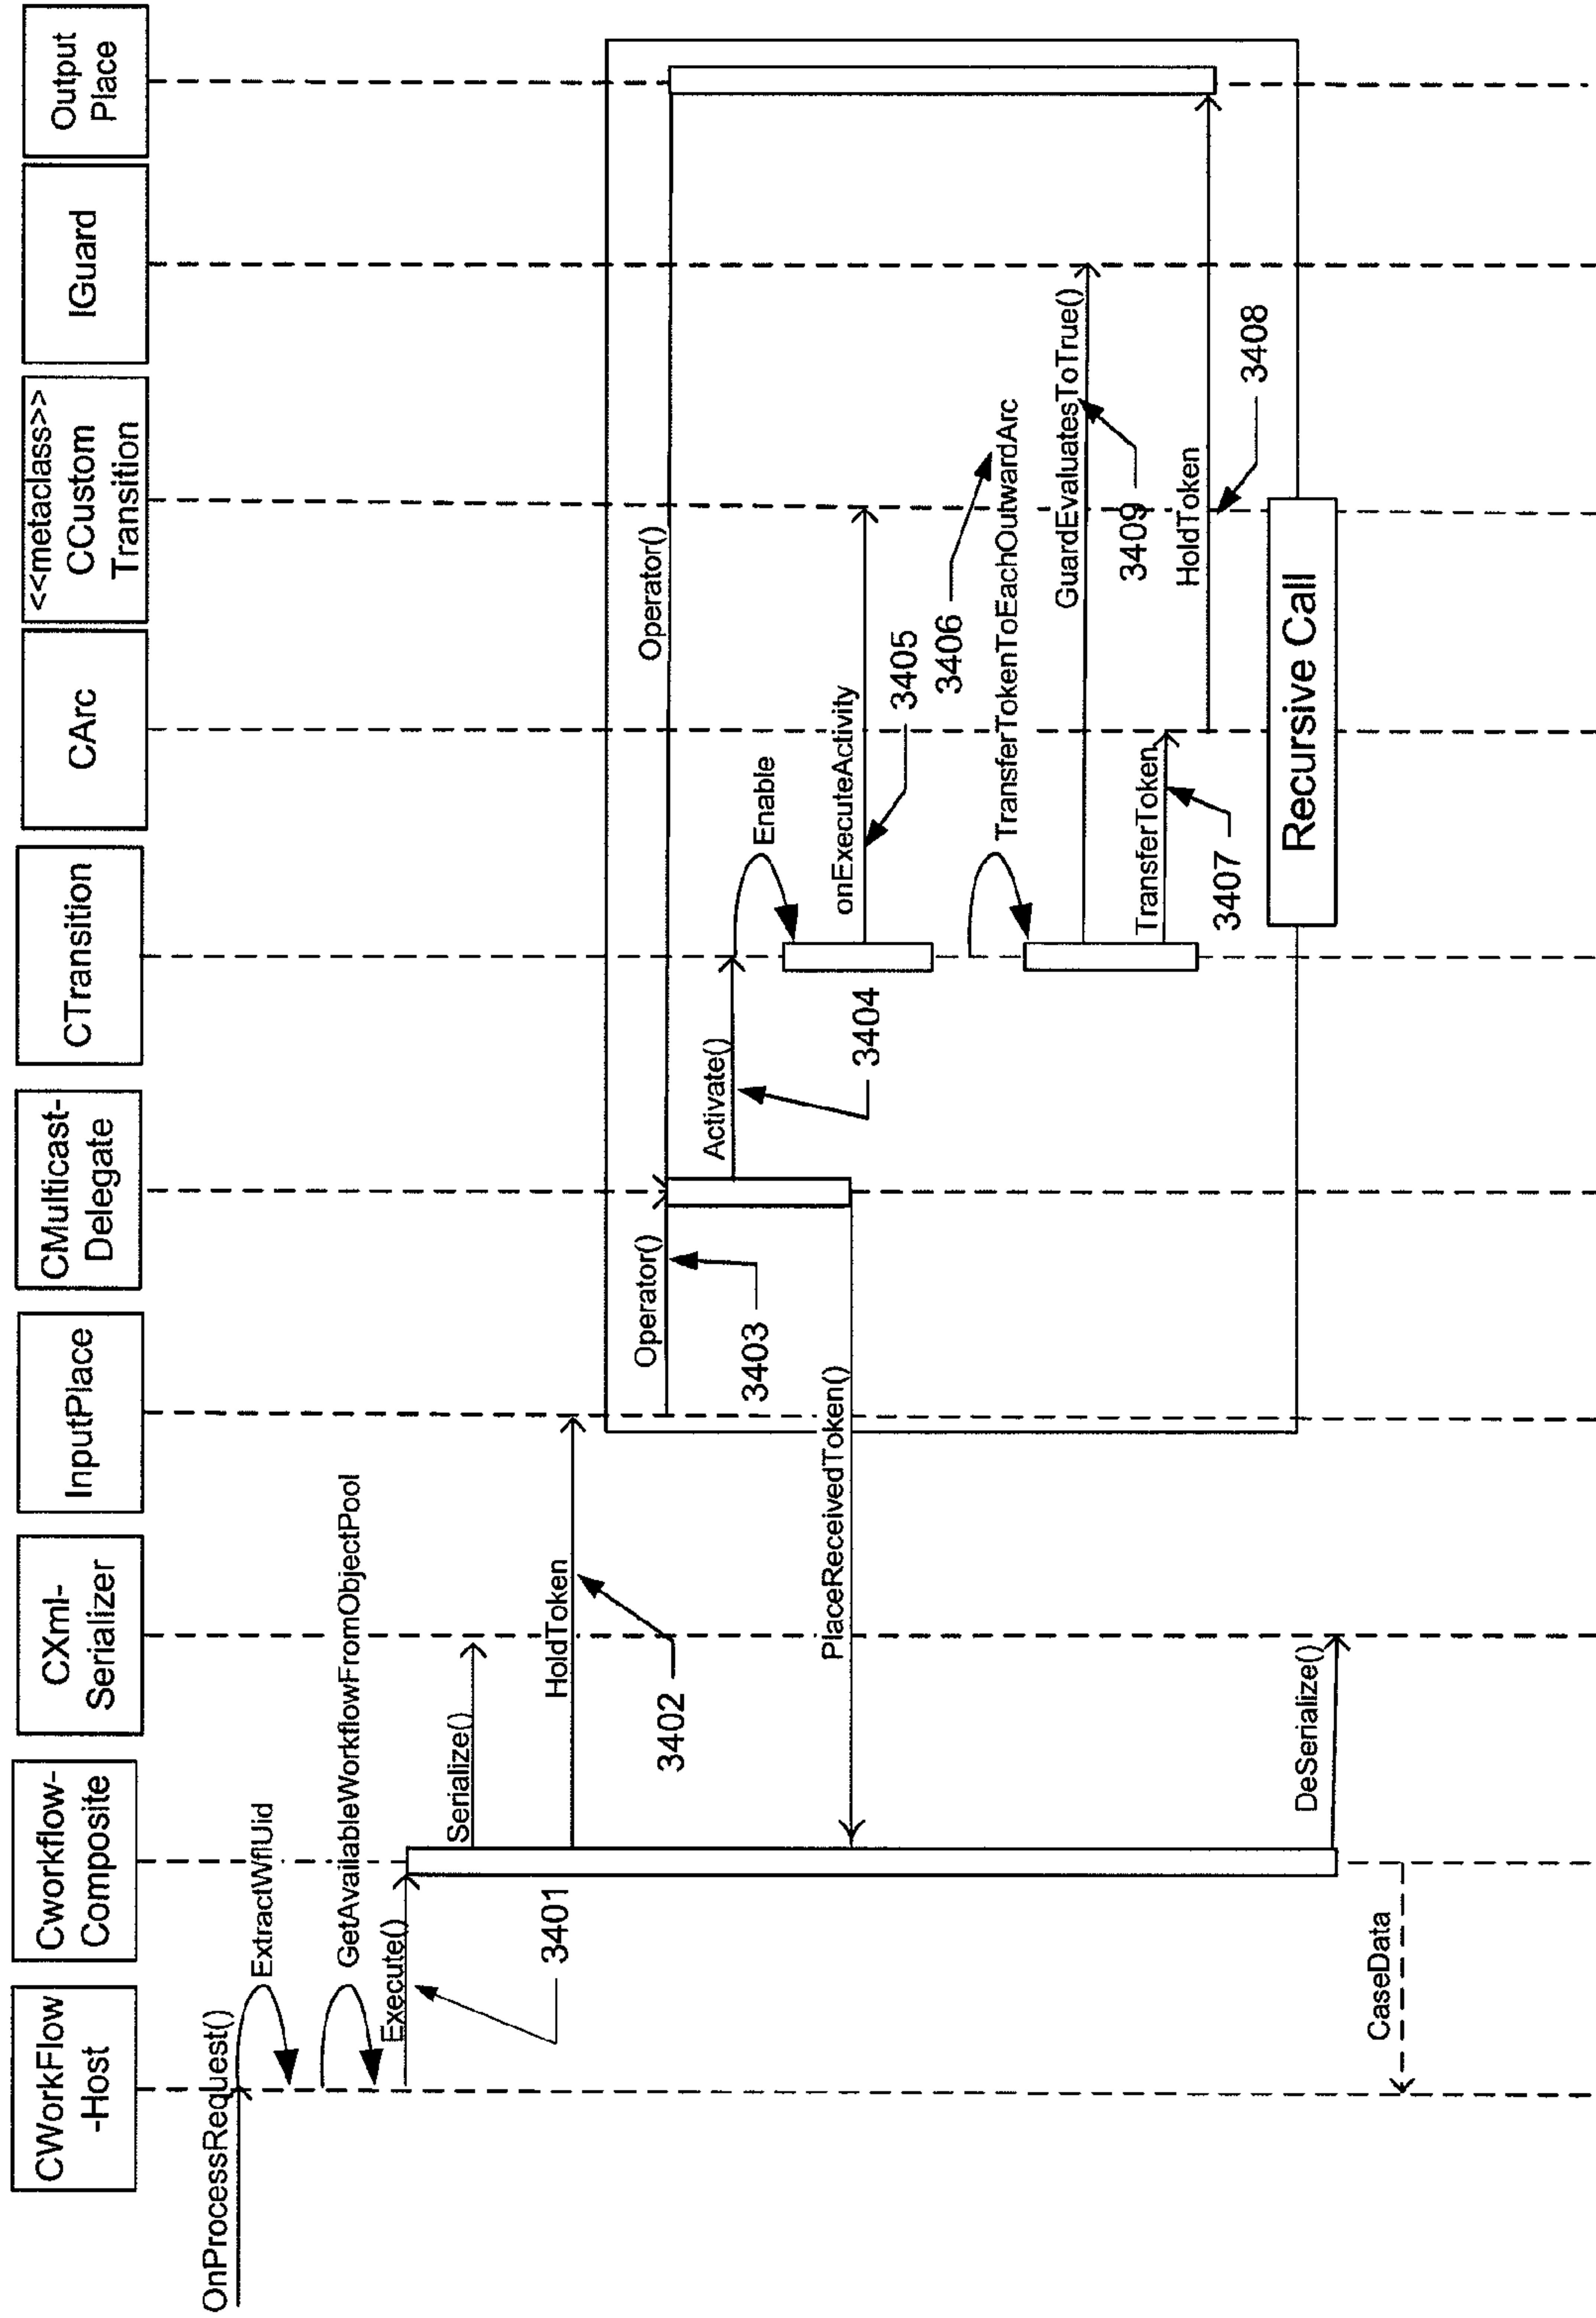 CWorkFlow
-Host
Cworkflow-
Composite
CXml-
Serializer
InputPlace
CMulticast-
Delegate
CTransition
CArc
<<metaclass>>
CCustom
Transition
IGuard
Output
Place
OnProcessRequest()
ExtractWflUid
GetAvailableWorkflowFromObjectPool
Execute()
3401
Serialize()
HoldToken
3402
Operator()
Operator()
3403
Activate()
3404
Enable
PlaceReceivedToken()
onExecuteActivity
3405
3406
TransferTokenToEachOutwardArc
GuardEvaluatesToTrue()
3409
TransferToken
3407
HoldToken
3408
Recursive Call
DeSerialize()
CaseData